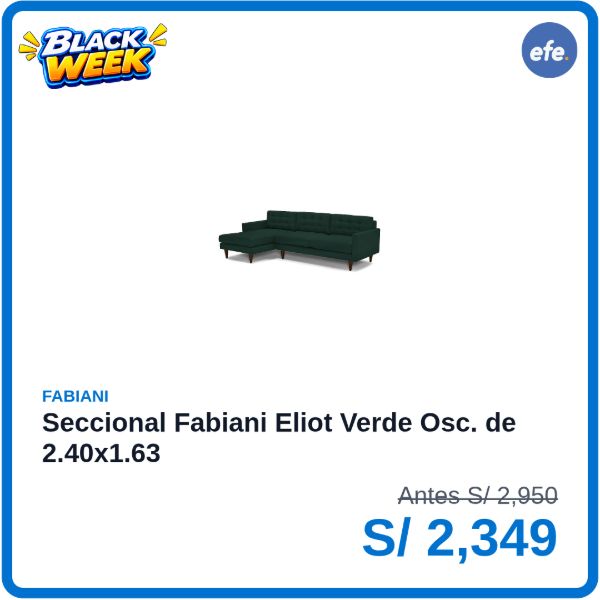 BLACK
WEEK
efe.
FABIANI
Seccional Fabiani Eliot Verde Osc. de
2.40x1.63
Antes S/ 2,950
S/ 2,349